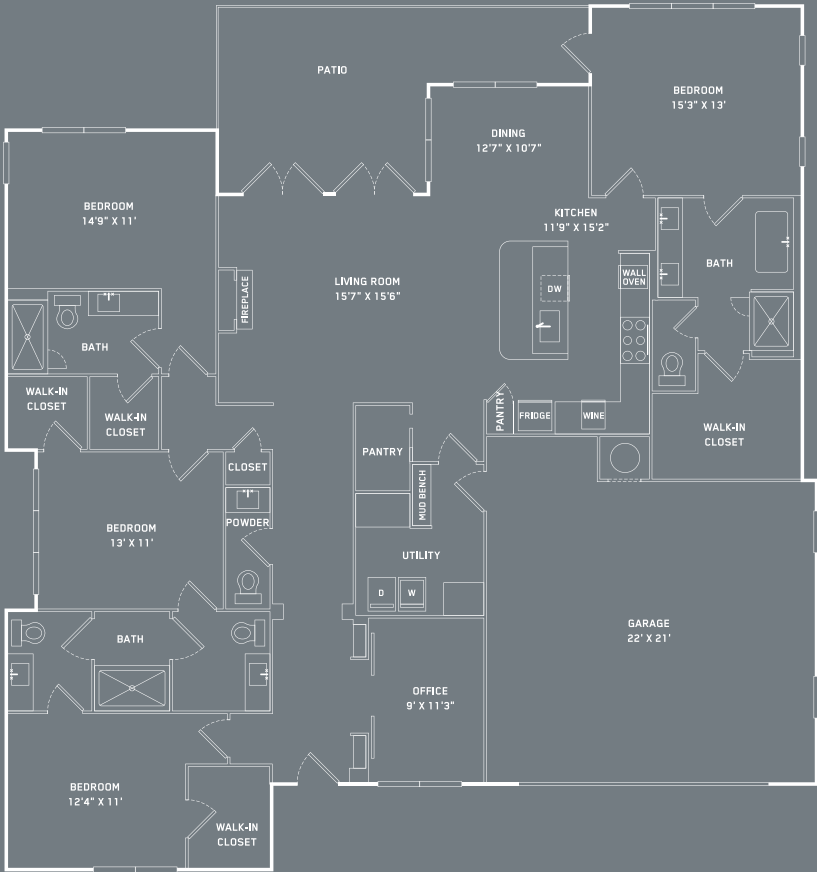 PATIO
BEDROOM
15'3" X 13'
DINING
12'7" X 10'7"
BEDROOM
14'9" X 11'
KITCHEN
11'9" X 15'2"
BATH
LIVING ROOM
15'7" X 15'6"
WALL
OVEN
DW
FIREPLACE
BATH
WALK-IN
CLOSET
WALK-IN
CLOSET
PANTRY
FRIDGE
WINE
WALK-IN
CLOSET
PANTRY
CLOSET
MUD BENCH
POWDER
BEDROOM
13' X 11'
UTILITY
D
W
GARAGE
22' X 21'
BATH
OFFICE
9' X 11'3"
BEDROOM
12'4" X 11'
WALK-IN
CLOSET